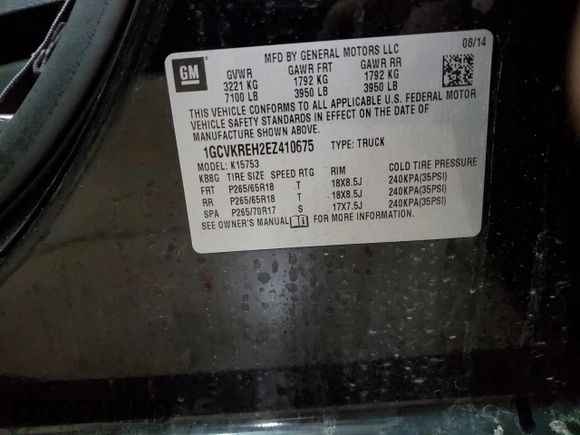 GM
MFD BY GENERAL MOTORS LLC
08/14
GVWR GAWR FRT GAWR RR
3221 KG 1792 KG 1792 KG
7100 LB 3950 LB 3950 LB
THIS VEHICLE CONFORMS TO ALL APPLICABLE U.S. FEDERAL MOTOR
VEHICLE SAFETY STANDARDS IN EFFECT ON THE DATE OF
MANUFACTURE SHOWN ABOVE.
1GCVKREH2EZ410675 TYPE: TRUCK
MODEL: K15753
K88G TIRE SIZE SPEED RTG RIM COLD TIRE PRESSURE
FRT P265/65R18 T 18X8.5J 240KPA(35PSI)
RR P265/65R18 T 18X8.5J 240KPA(35PSI)
SPA P265/70R17 S 17X7.5J 240KPA(35PSI)
SEE OWNER'S MANUAL FOR MORE INFORMATION.